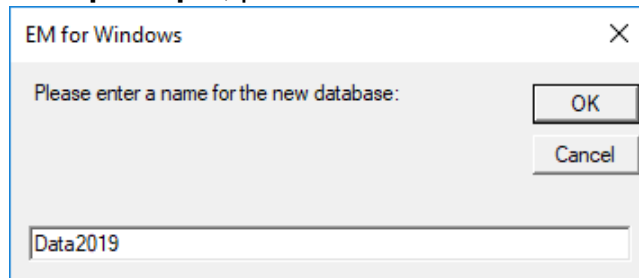 EM for Windows
Please enter a name for the new database:
OK
Cancel
Data2019